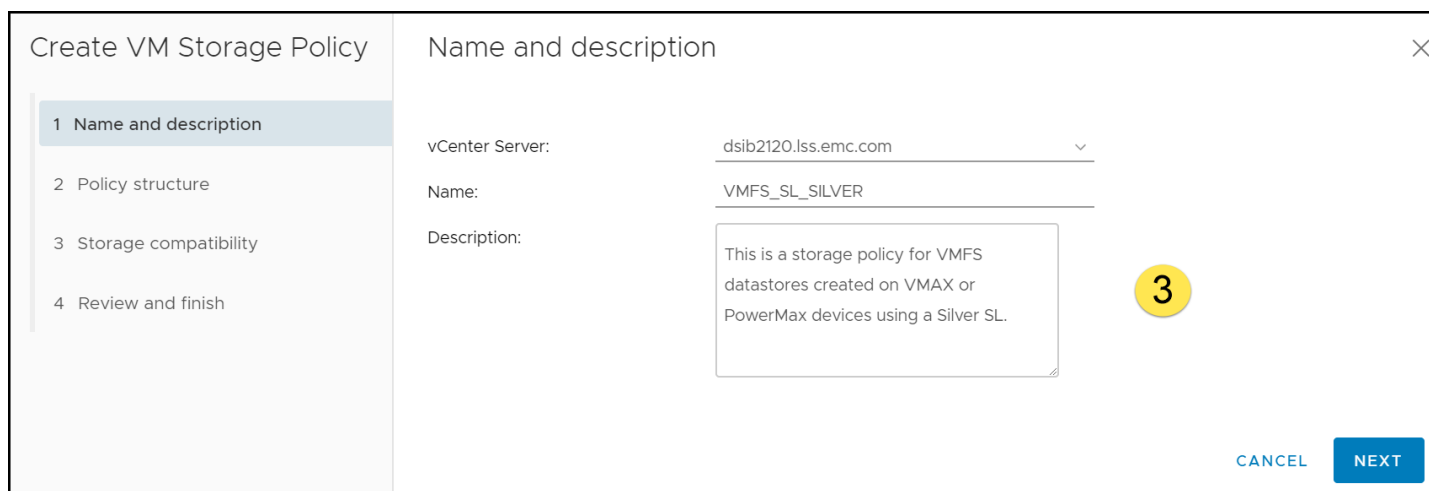 Create VM Storage Policy
1 Name and description
2 Policy structure
3 Storage compatibility
4 Review and finish
Name and description
vCenter Server:
dsib2120.lss.emc.com
Name:
VMFS_SL_SILVER
Description:
This is a storage policy for VMFS
datastores created on VMAX or
PowerMax devices using a Silver SL.
3
CANCEL
NEXT